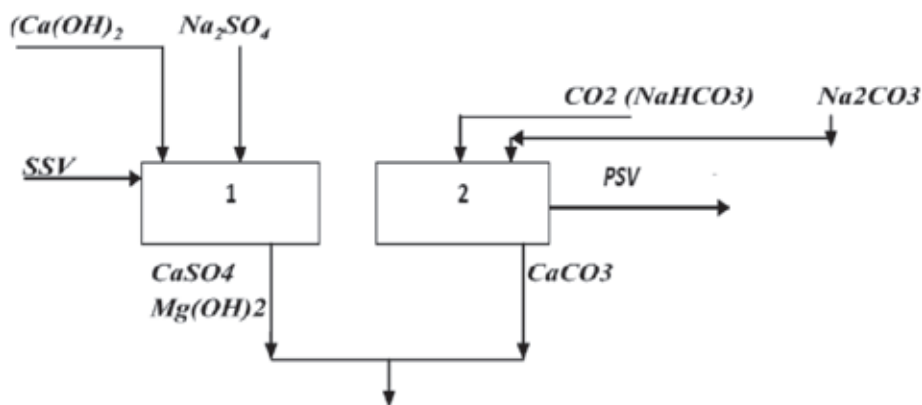 (Ca(OH)2 Na2SO4
CO2 (NaHCO3) Na2CO3
SSV
1
2
PSV
CaSO4
Mg(OH)2
CaCO3